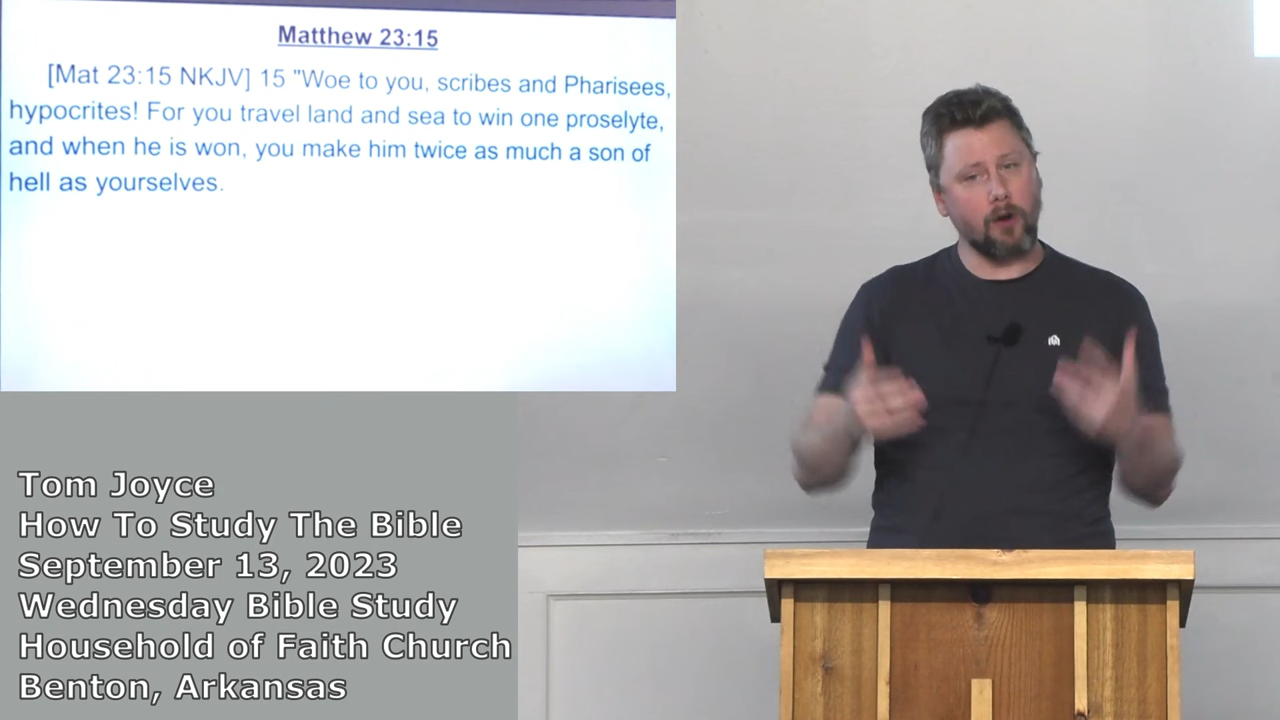 Matthew 23:15
[Mat 23:15 NKJV] 15 "Woe to you, scribes and Pharisees,
hypocrites! For you travel land and sea to win one proselyte,
and when he is won, you make him twice as much a son of
hell as yourselves.
Tom Joyce
How To Study The Bible
September 13, 2023
Wednesday Bible Study
Household of Faith Church
Benton, Arkansas